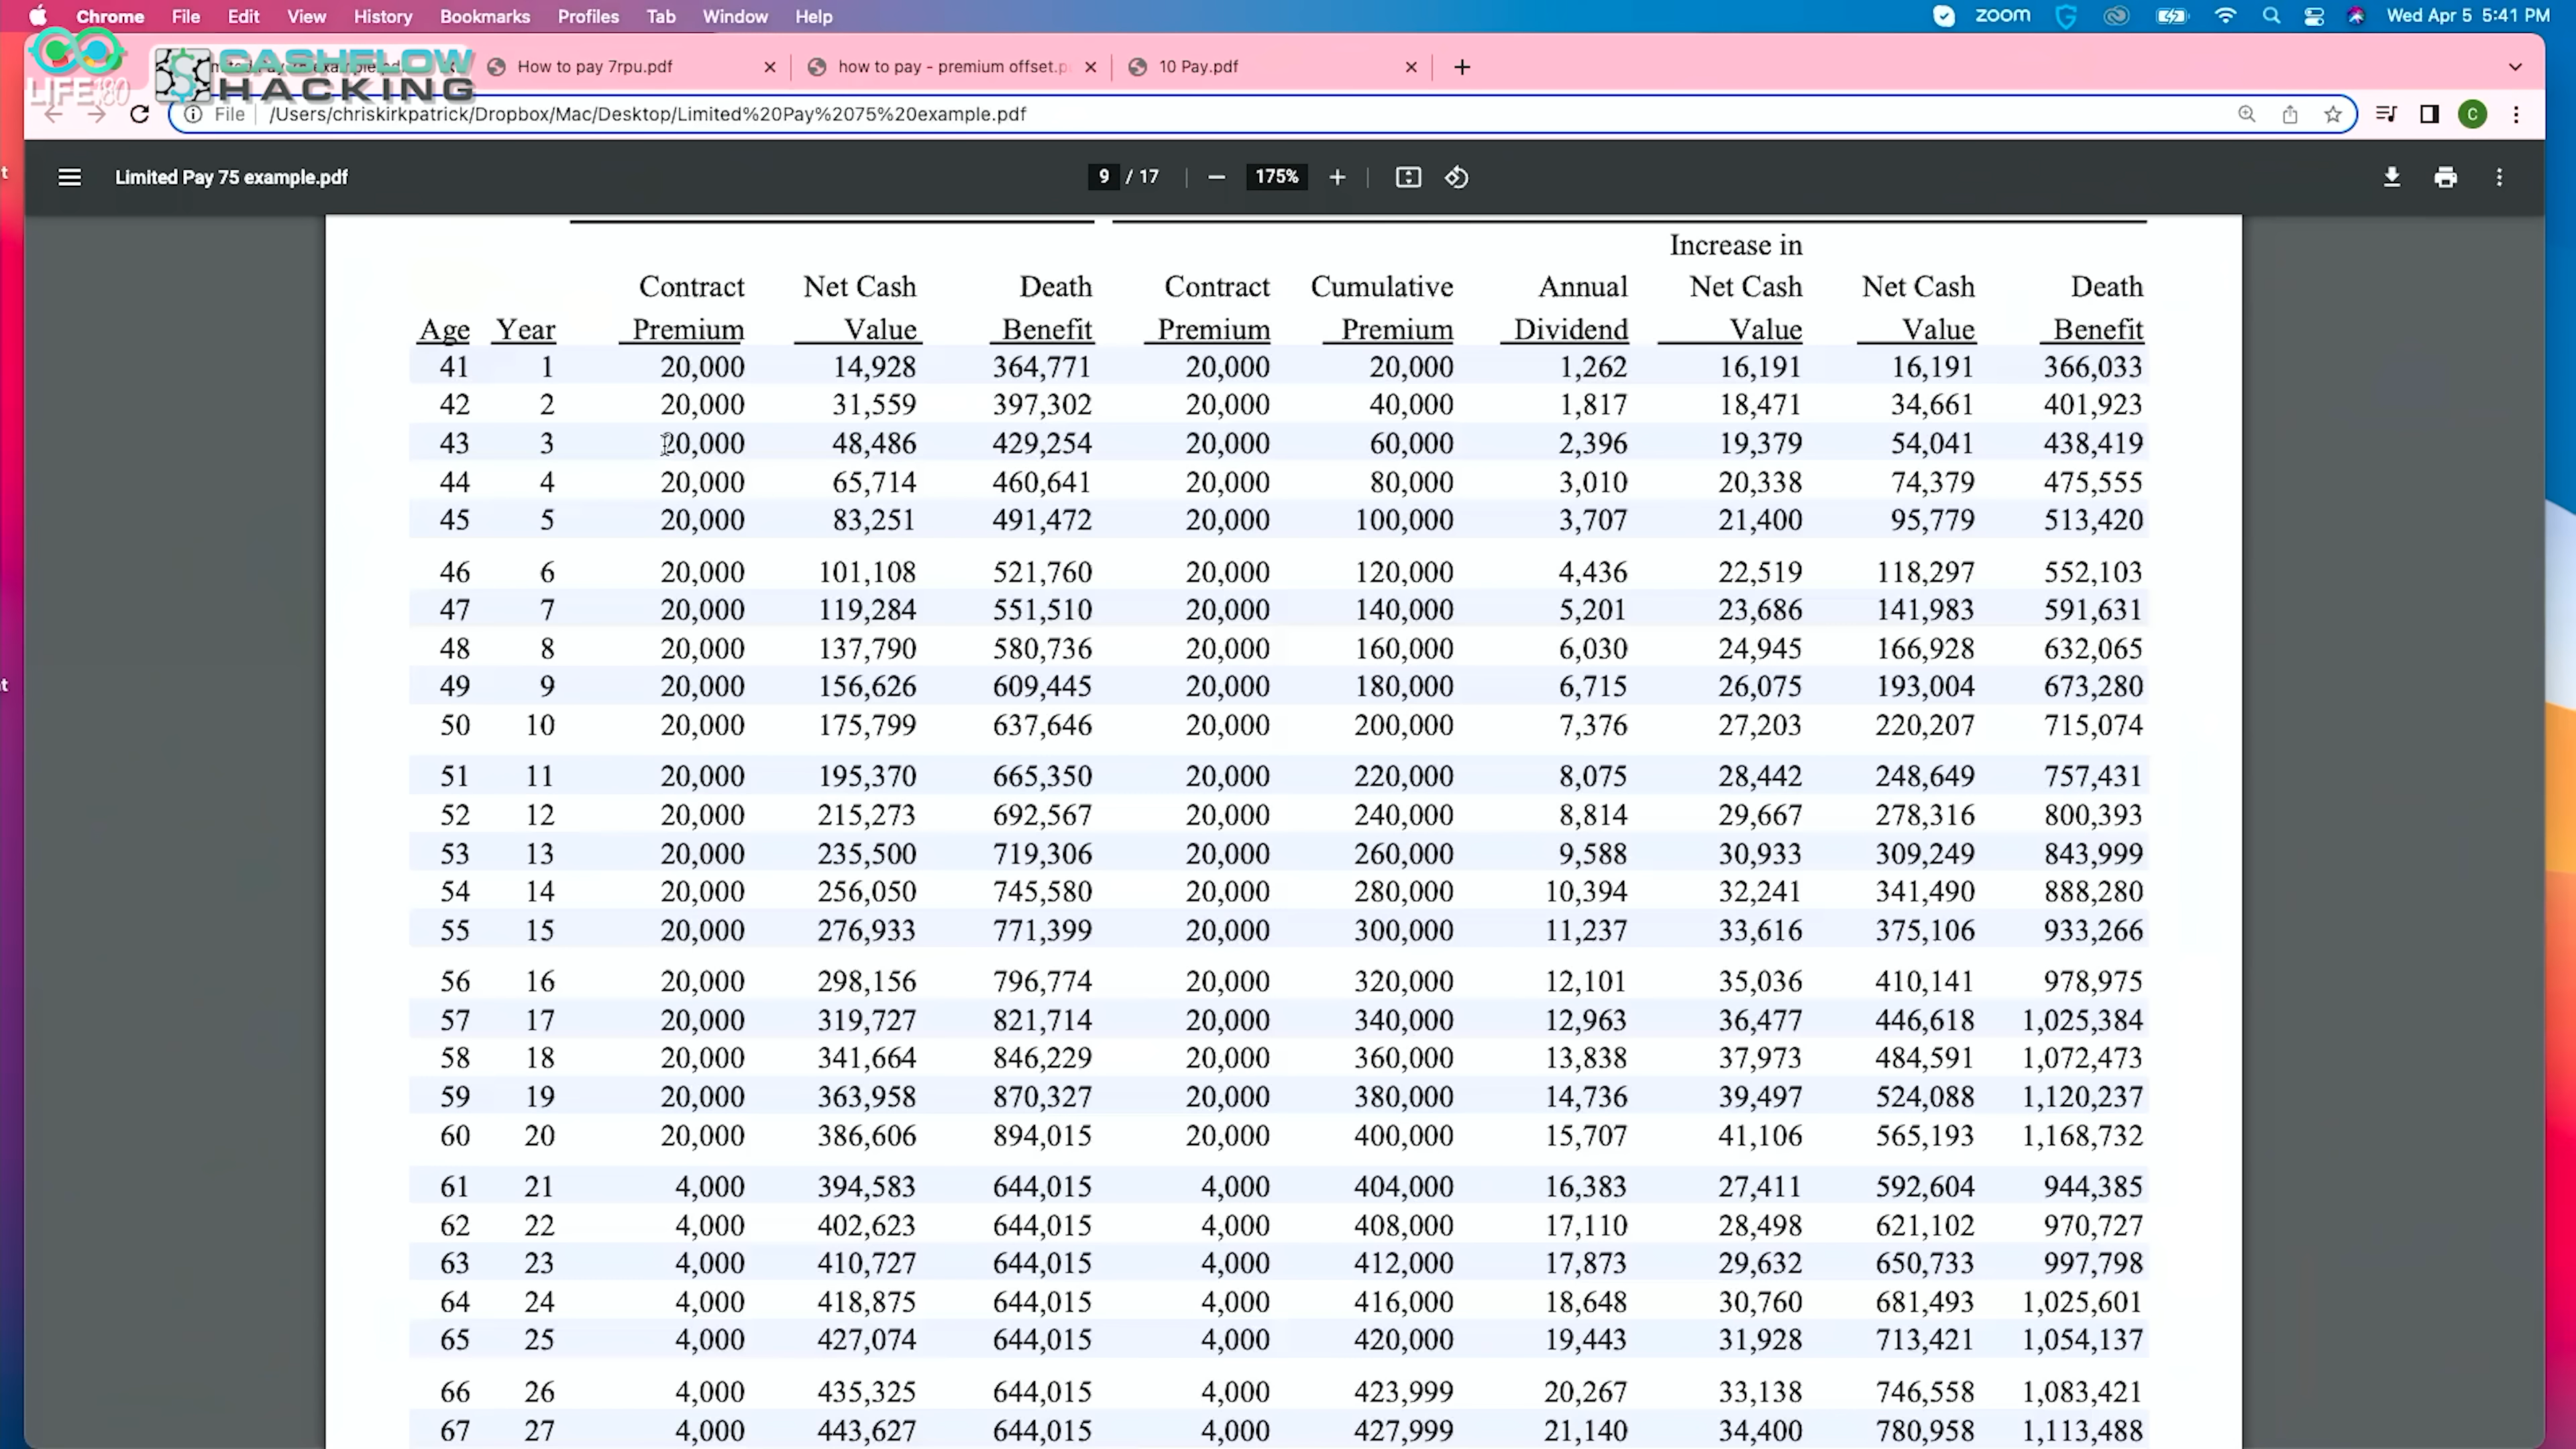 Chrome File Edit View History Bookmarks Profiles Tab Window Help zoom Wed Apr 5 5:41 PM
LIFE180
CASHFLOW
HACKING
How to pay 7rpu.pdf
how to pay - premium offset.p
10 Pay.pdf
File /Users/chriskirkpatrick/Dropbox/Mac/Desktop/Limited%20Pay%2075%20example.pdf C
Limited Pay 75 example.pdf 9 / 17 175%
Increase in
Contract Net Cash Death Contract Cumulative Annual Net Cash Net Cash Death
Age Year Premium Value Benefit Premium Premium Dividend Value Value Benefit
41 1 20,000 14,928 364,771 20,000 20,000 1,262 16,191 16,191 366,033
42 2 20,000 31,559 397,302 20,000 40,000 1,817 18,471 34,661 401,923
43 3 20,000 48,486 429,254 20,000 60,000 2,396 19,379 54,041 438,419
44 4 20,000 65,714 460,641 20,000 80,000 3,010 20,338 74,379 475,555
45 5 20,000 83,251 491,472 20,000 100,000 3,707 21,400 95,779 513,420
46 6 20,000 101,108 521,760 20,000 120,000 4,436 22,519 118,297 552,103
47 7 20,000 119,284 551,510 20,000 140,000 5,201 23,686 141,983 591,631
48 8 20,000 137,790 580,736 20,000 160,000 6,030 24,945 166,928 632,065
49 9 20,000 156,626 609,445 20,000 180,000 6,715 26,075 193,004 673,280
50 10 20,000 175,799 637,646 20,000 200,000 7,376 27,203 220,207 715,074
51 11 20,000 195,370 665,350 20,000 220,000 8,075 28,442 248,649 757,431
52 12 20,000 215,273 692,567 20,000 240,000 8,814 29,667 278,316 800,393
53 13 20,000 235,500 719,306 20,000 260,000 9,588 30,933 309,249 843,999
54 14 20,000 256,050 745,580 20,000 280,000 10,394 32,241 341,490 888,280
55 15 20,000 276,933 771,399 20,000 300,000 11,237 33,616 375,106 933,266
56 16 20,000 298,156 796,774 20,000 320,000 12,101 35,036 410,141 978,975
57 17 20,000 319,727 821,714 20,000 340,000 12,963 36,477 446,618 1,025,384
58 18 20,000 341,664 846,229 20,000 360,000 13,838 37,973 484,591 1,072,473
59 19 20,000 363,958 870,327 20,000 380,000 14,736 39,497 524,088 1,120,237
60 20 20,000 386,606 894,015 20,000 400,000 15,707 41,106 565,193 1,168,732
61 21 4,000 394,583 644,015 4,000 404,000 16,383 27,411 592,604 944,385
62 22 4,000 402,623 644,015 4,000 408,000 17,110 28,498 621,102 970,727
63 23 4,000 410,727 644,015 4,000 412,000 17,873 29,632 650,733 997,798
64 24 4,000 418,875 644,015 4,000 416,000 18,648 30,760 681,493 1,025,601
65 25 4,000 427,074 644,015 4,000 420,000 19,443 31,928 713,421 1,054,137
66 26 4,000 435,325 644,015 4,000 423,999 20,267 33,138 746,558 1,083,421
67 27 4,000 443,627 644,015 4,000 427,999 21,140 34,400 780,958 1,113,488